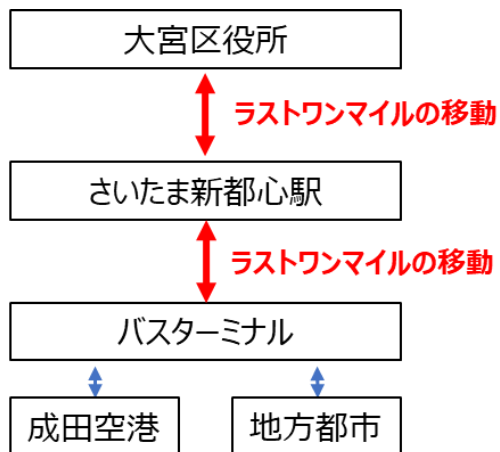 大宮区役所
ラストワンマイルの移動
さいたま新都心駅
ラストワンマイルの移動
バスターミナル
成田空港
地方都市